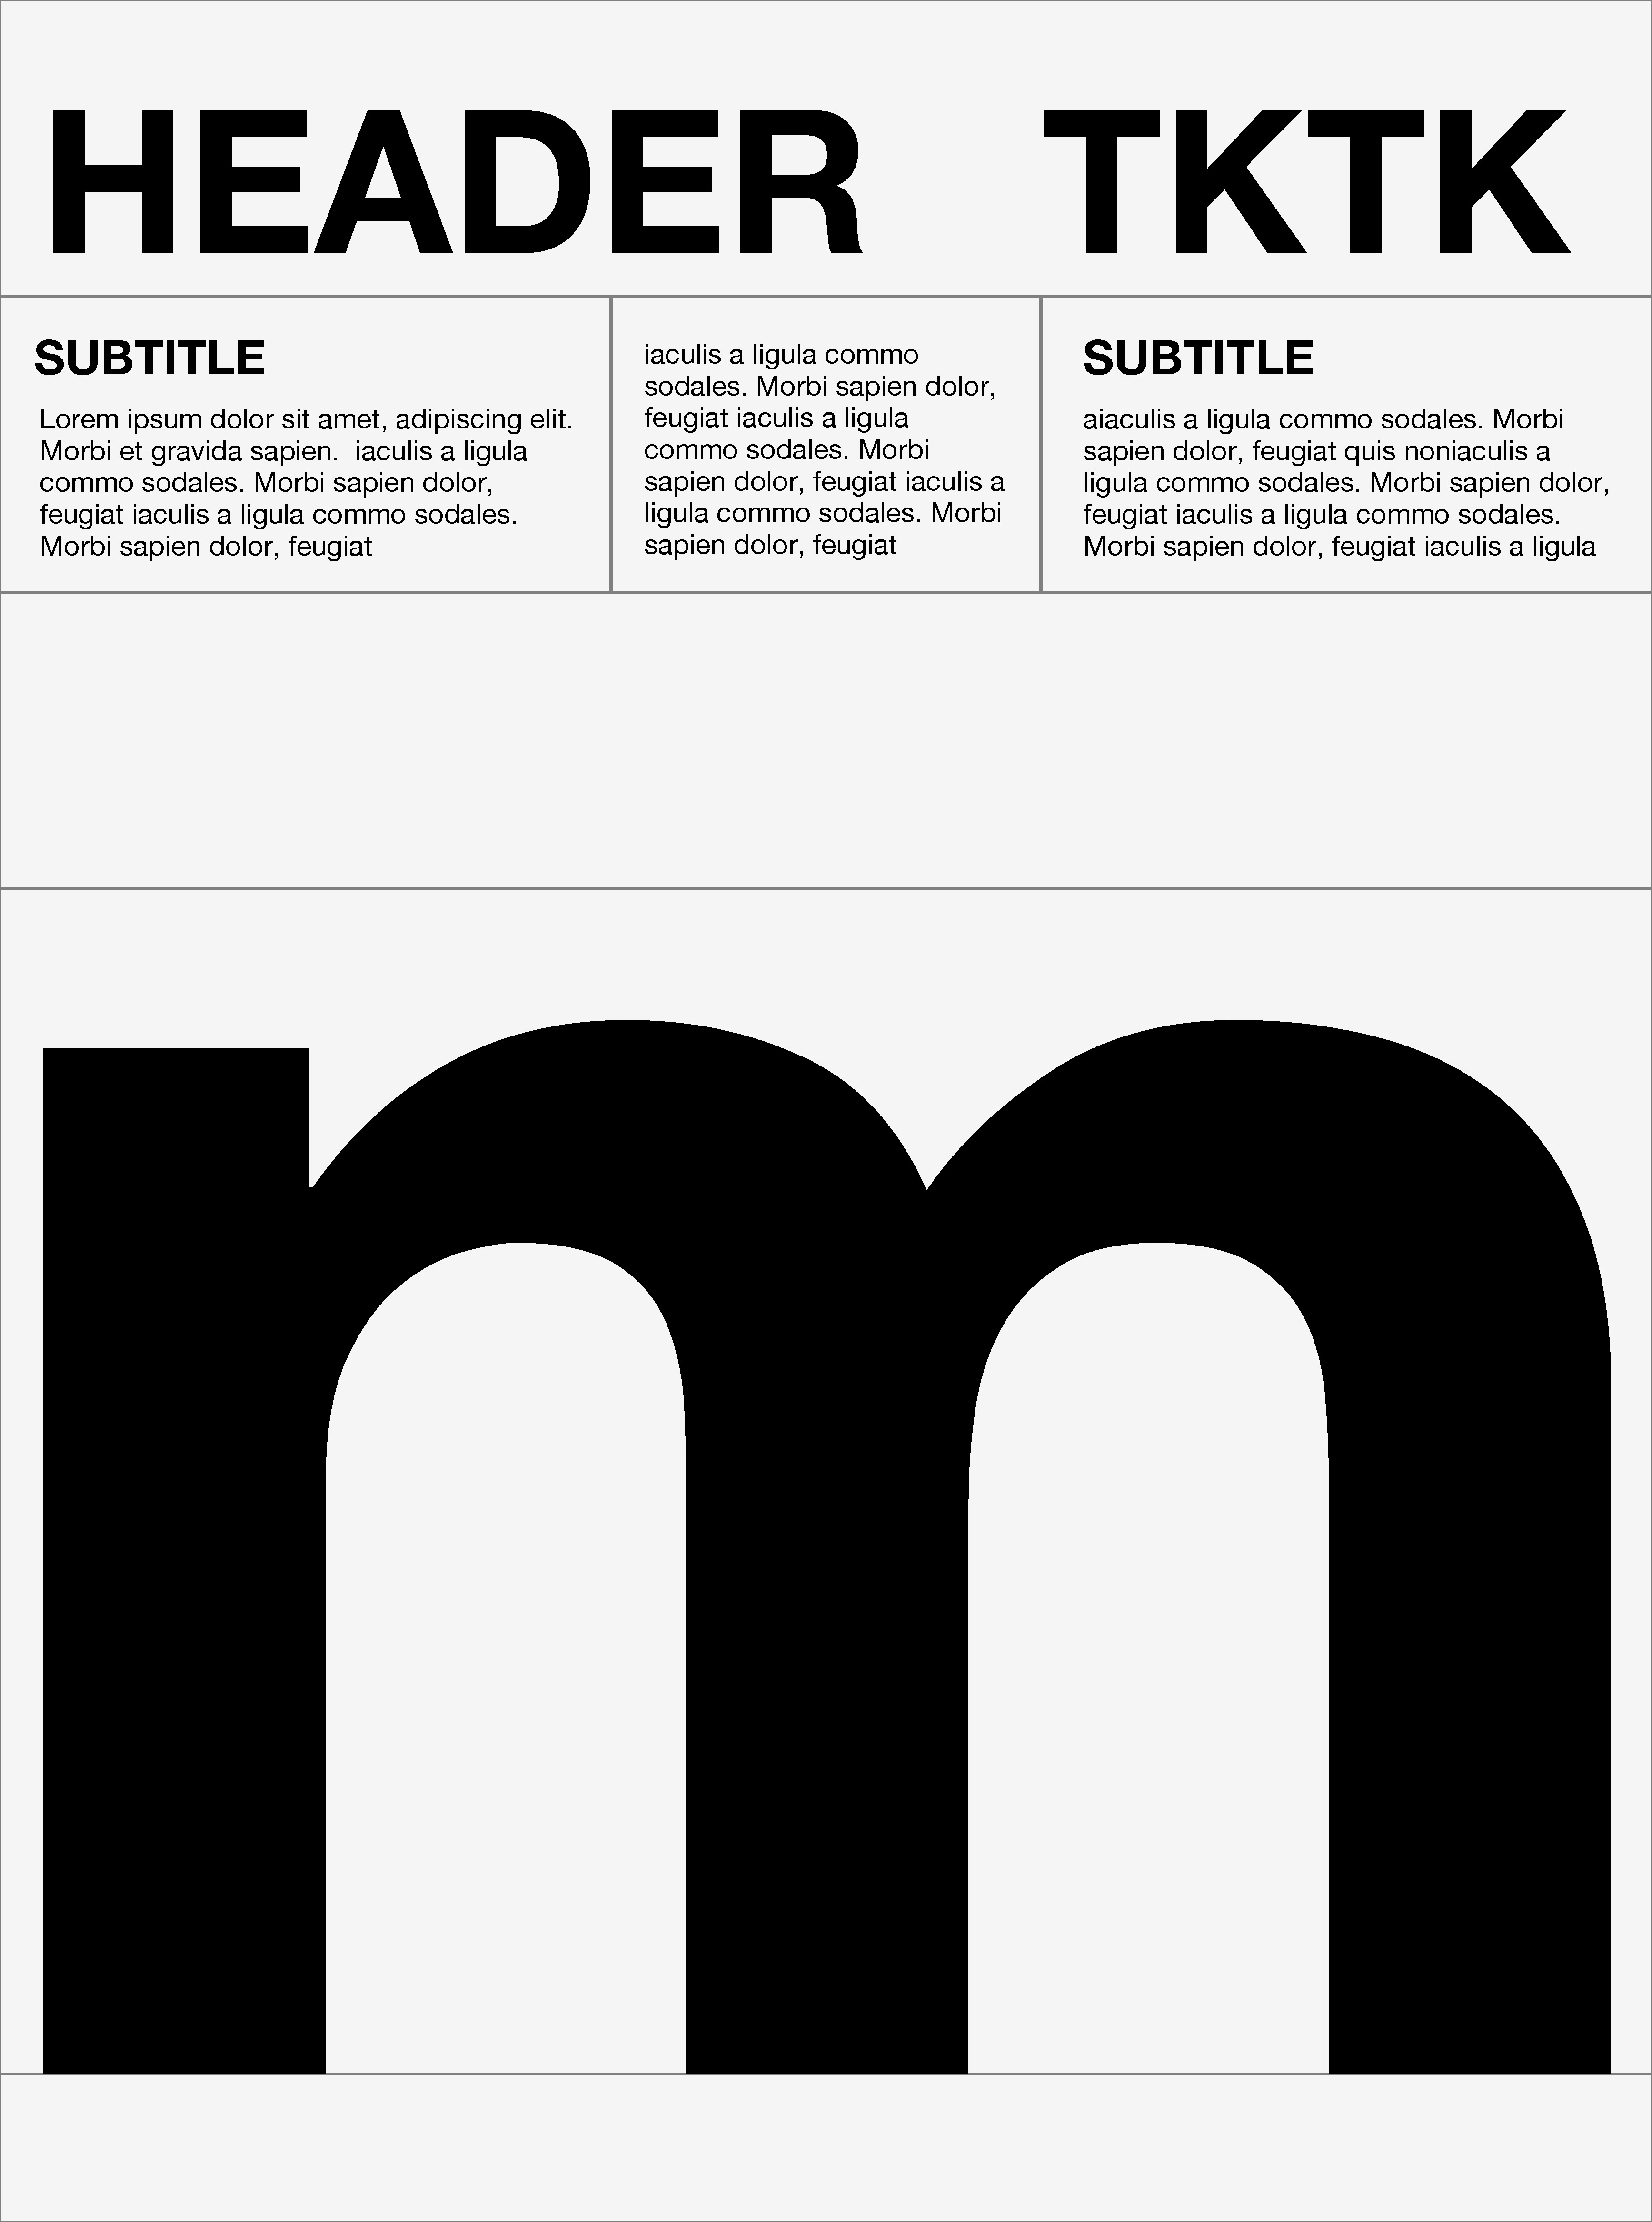 HEADER TKTK
SUBTITLE
Lorem ipsum dolor sit amet, adipiscing elit.
Morbi et gravida sapien.  iaculis a ligula
commo sodales. Morbi sapien dolor,
feugiat iaculis a ligula commo sodales.
Morbi sapien dolor, feugiat
iaculis a ligula commo
sodales. Morbi sapien dolor,
feugiat iaculis a ligula
commo sodales. Morbi
sapien dolor, feugiat iaculis a
ligula commo sodales. Morbi
sapien dolor, feugiat
SUBTITLE
aiaculis a ligula commo sodales. Morbi
sapien dolor, feugiat quis noniaculis a
ligula commo sodales. Morbi sapien dolor,
feugiat iaculis a ligula commo sodales.
Morbi sapien dolor, feugiat iaculis a ligula
m